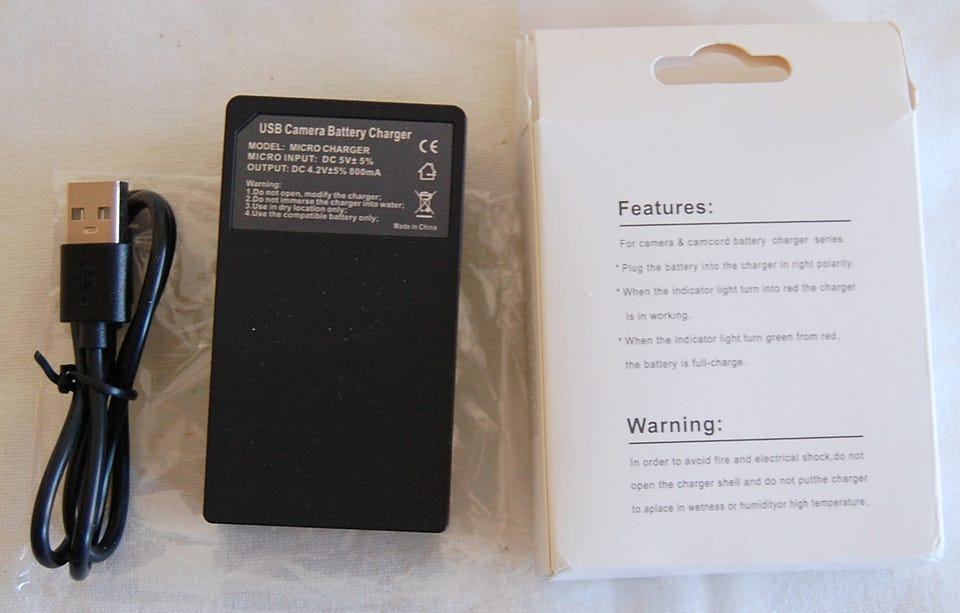 USB Camera Battery Charger
MODEL: MICRO CHARGER
MICRO INPUT: DC 5V± 5%
OUTPUT: DC 4.2V±5% 800mA
Warning:
1.Do not open, modify the charger;
2.Do not immerse the charger into water;
3.Use in dry location only;
4.Use the compatible battery only;
Made in China
CE
Features:
For camera & camcord battery charger series.
* Plug the battery into the charger in right polarity.
* When the indicator light turn into red the charger
is in working.
* When the indicator light turn green from red,
the battery is full-charge.
Warning:
In order to avoid fire and electrical shock,do not
open the charger shell and do not putthe charger
to aplace in wetness or humidityor high temperature.